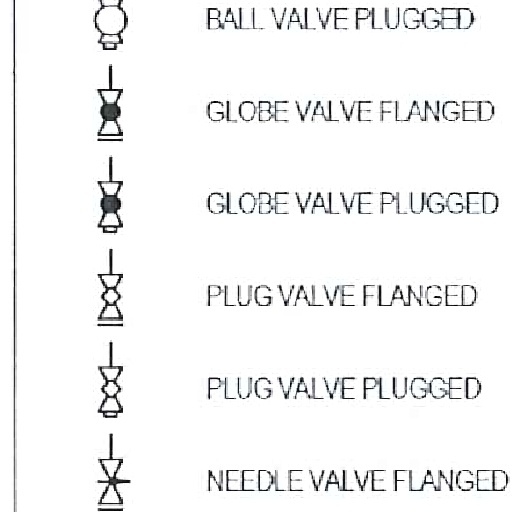 BALL VALVE PLUGGED
GLOBE VALVE FLANGED
GLOBE VALVE PLUGGED
PLUG VALVE FLANGED
PLUG VALVE PLUGGED
NEEDLE VALVE FLANGED